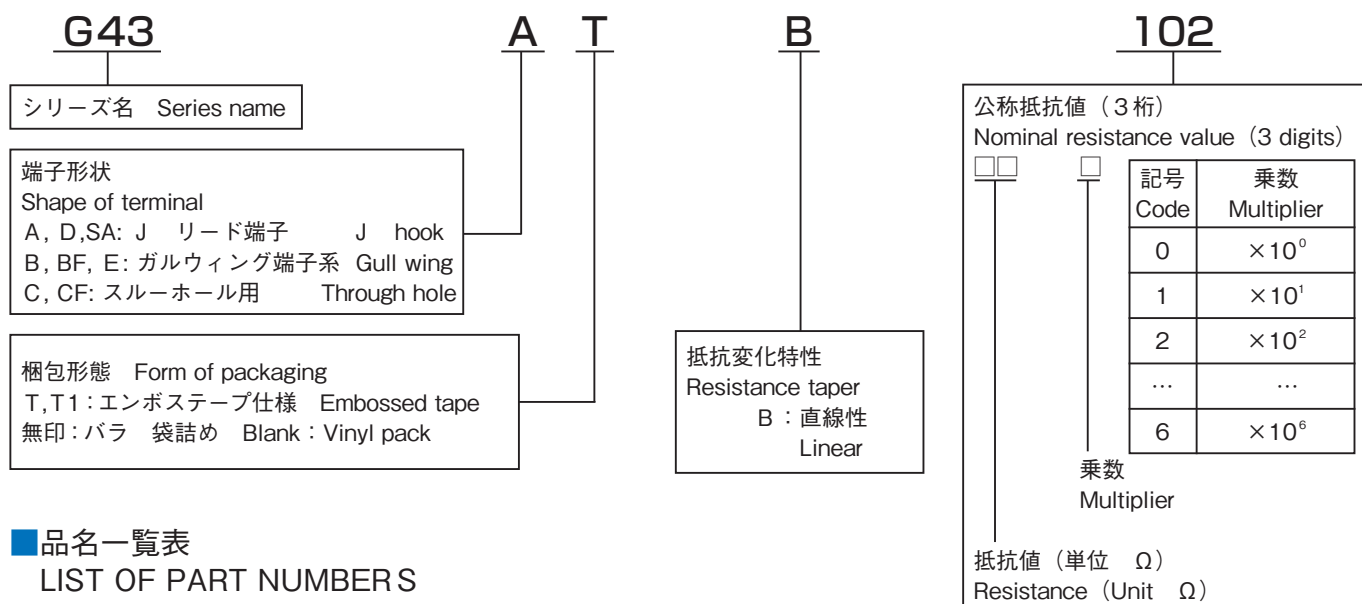 G43 A T B 102
シリーズ名 Series name
端子形状
Shape of terminal
A, D,SA: J リード端子 J hook
B, BF, E: ガルウィング端子系 Gull wing
C, CF: スルーホール用 Through hole
梱包形態 Form of packaging
T,T1：エンボステープ仕様 Embossed tape
無印：バラ 袋詰め Blank：Vinyl pack
抵抗変化特性
Resistance taper
B：直線性
Linear
公称抵抗値（3桁）
Nominal resistance value（3 digits）
□□ □
記号 乗数
Code Multiplier
0 ×10⁰
1 ×10¹
2 ×10²
… …
6 ×10⁶
乗数
Multiplier
抵抗値（単位 Ω）
Resistance（Unit Ω）
■品名一覧表
LIST OF PART NUMBERS